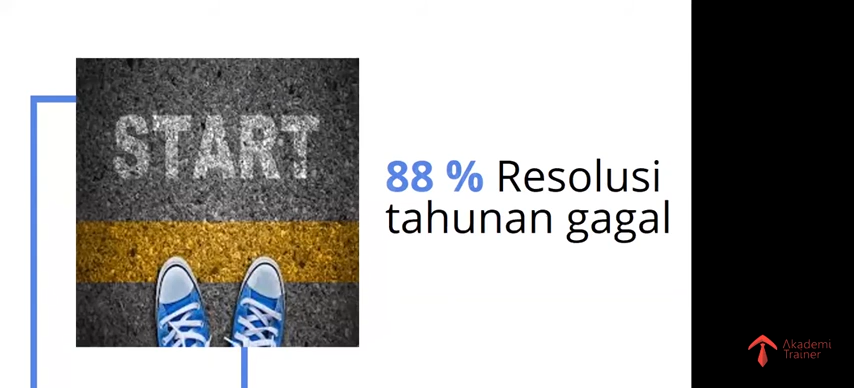 START
88 % Resolusi
tahunan gagal
Akademi
Trainer